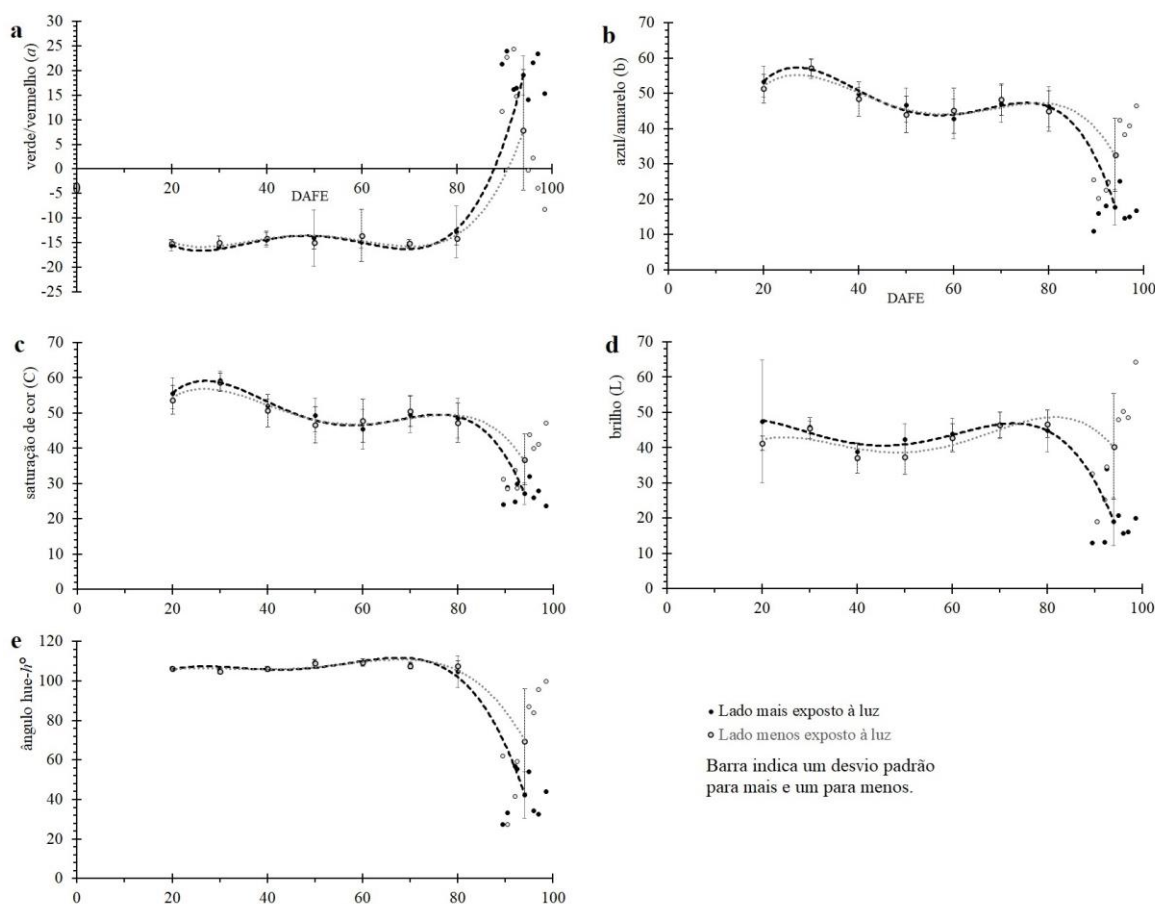 a
verde/vermelho (a)
30
25
20
15
10
5
0
-5
-10
-15
-20
-25
0 20 40 60 80 100
DAFE
b
azul/amarelo (b)
70
60
50
40
30
20
10
0
0 20 40 60 80 100
DAFE
c
saturação de cor (C)
70
60
50
40
30
20
10
0
0 20 40 60 80 100
d
brilho (L)
70
60
50
40
30
20
10
0
0 20 40 60 80 100
e
ângulo hue-h°
120
100
80
60
40
20
0
0 20 40 60 80 100
Lado mais exposto à luz
Lado menos exposto à luz
Barra indica um desvio padrão
para mais e um para menos.